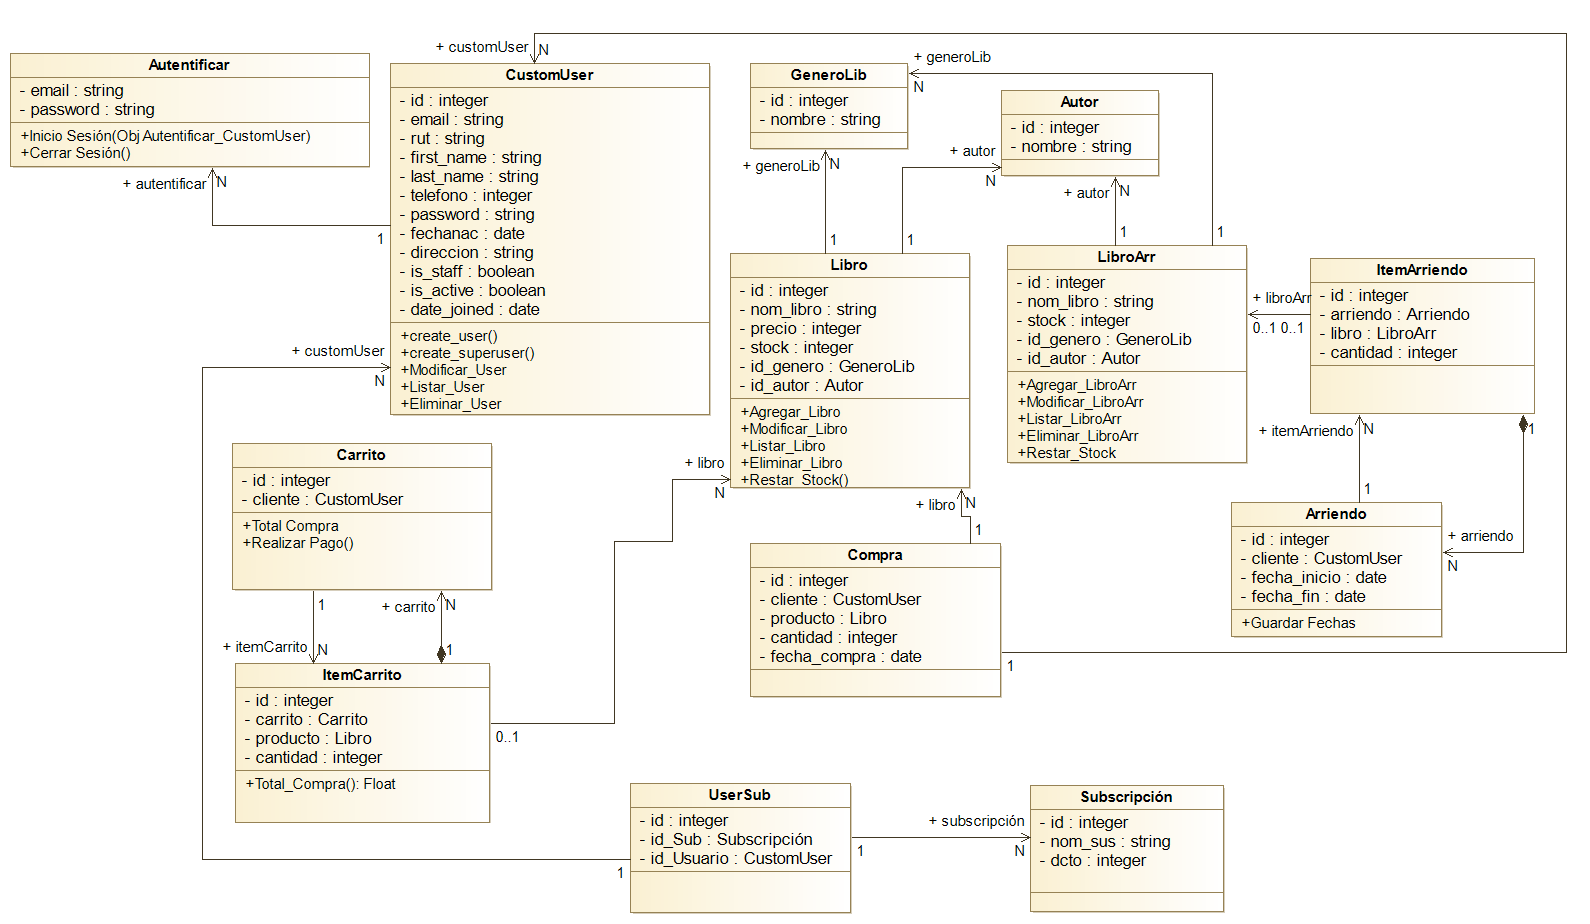 Autentificar
- email : string
- password : string
+Inicio Sesión(Obj Autentificar_CustomUser)
+Cerrar Sesión()
+ autentificar
N
1
+ customUser
N
CustomUser
- id : integer
- email : string
- rut : string
- first_name : string
- last_name : string
- telefono : integer
- password : string
- fechanac : date
- direccion : string
- is_staff : boolean
- is_active : boolean
- date_joined : date
+create_user()
+create_superuser()
+Modificar_User
+Listar_User
+Eliminar_User
+ customUser
N
GeneroLib
- id : integer
- nombre : string
+ generoLib
N
+ generoLib
N
1
Autor
- id : integer
- nombre : string
+ autor
N
1
+ autor
N
1
1
Libro
- id : integer
- nom_libro : string
- precio : integer
- stock : integer
- id_genero : GeneroLib
- id_autor : Autor
+Agregar_Libro
+Modificar_Libro
+Listar_Libro
+Eliminar_Libro
+Restar_Stock()
+ libro
N
+ libro
N
1
LibroArr
- id : integer
- nom_libro : string
- stock : integer
- id_genero : GeneroLib
- id_autor : Autor
+Agregar_LibroArr
+Modificar_LibroArr
+Listar_LibroArr
+Eliminar_LibroArr
+Restar_Stock
+ libroArr
0..1 0..1
ItemArriendo
- id : integer
- arriendo : Arriendo
- libro : LibroArr
- cantidad : integer
+ itemArriendo
N
1
1
+ arriendo
N
Arriendo
- id : integer
- cliente : CustomUser
- fecha_inicio : date
- fecha_fin : date
+Guardar Fechas
Carrito
- id : integer
- cliente : CustomUser
+Total Compra
+Realizar Pago()
1
+ carrito
N
+ itemCarrito
N
1
ItemCarrito
- id : integer
- carrito : Carrito
- producto : Libro
- cantidad : integer
+Total_Compra(): Float
0..1
Compra
- id : integer
- cliente : CustomUser
- producto : Libro
- cantidad : integer
- fecha_compra : date
1
UserSub
- id : integer
- id_Sub : Subscripción
- id_Usuario : CustomUser
1
1
+ subscripción
N
Subscripción
- id : integer
- nom_sus : string
- dcto : integer